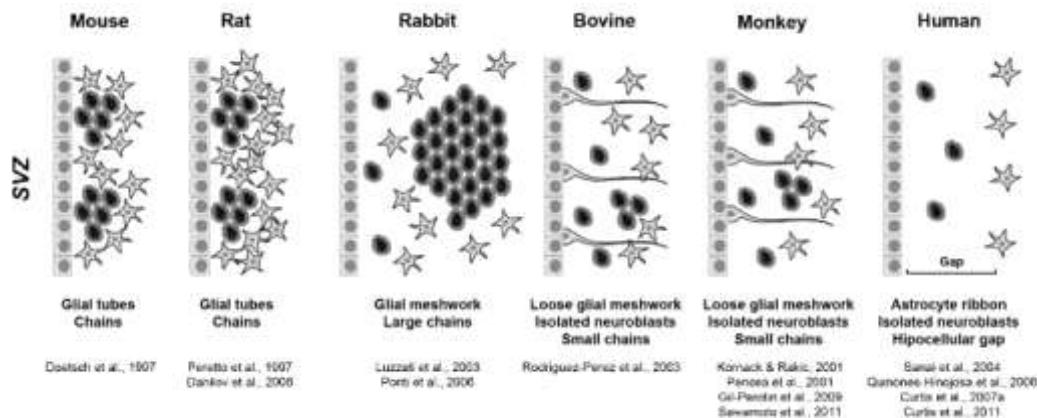 Mouse
Rat
Rabbit
Bovine
Monkey
Human
SVZ
Gap
Glial tubes
Chains
Glial tubes
Chains
Glial meshwork
Large chains
Loose glial meshwork
Isolated neuroblasts
Small chains
Loose glial meshwork
Isolated neuroblasts
Small chains
Astrocyte ribbon
Isolated neuroblasts
Hipocellular gap
Doetsch et al., 1997
Peretto et al., 1997
Danilov et al., 2008
Luzzati et al., 2003
Ponti et al., 2006
Rodriguez-Perez et al., 2003
Kornack & Rakic, 2001
Pencea et al., 2001
Gil-Perotin et al., 2009
Sawamoto et al., 2011
Sanai et al., 2004
Quinones Hinojosa et al., 2006
Curtis et al., 2007a
Curtis et al., 2011